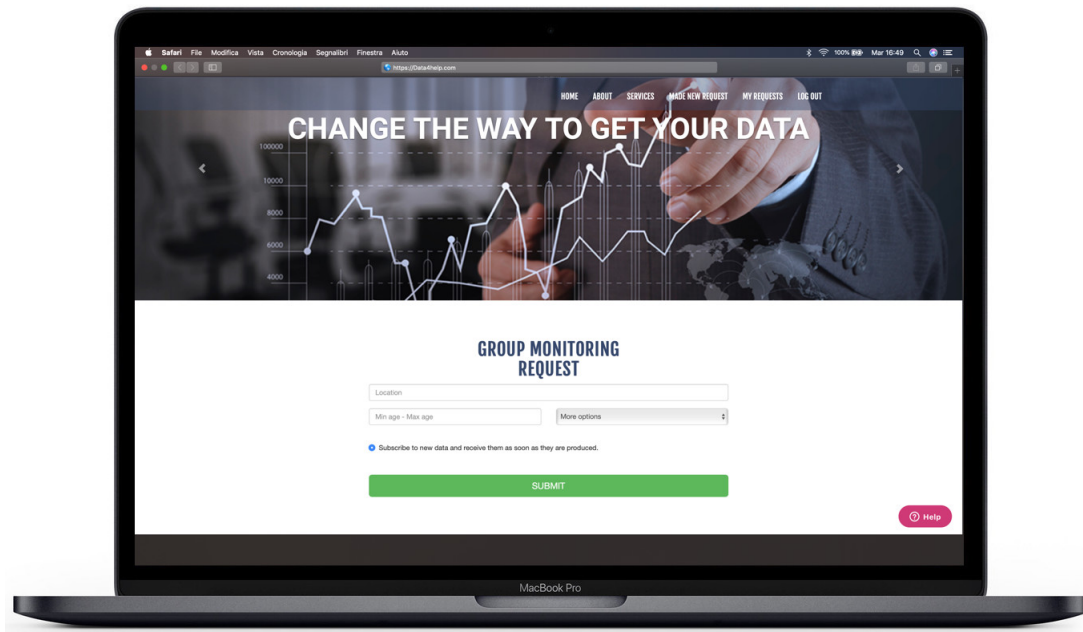 Safari File Modifica Vista Cronologia Segnalibri Finestra Aiuto 100% Mar 16:49
https://Data4help.com
HOME ABOUT SERVICES MADE NEW REQUEST MY REQUESTS LOG OUT
CHANGE THE WAY TO GET YOUR DATA
100000
10000
8000
6000
4000
GROUP MONITORING
REQUEST
Location
Min age - Max age More options
Subscribe to new data and receive them as soon as they are produced.
SUBMIT
Help
MacBook Pro